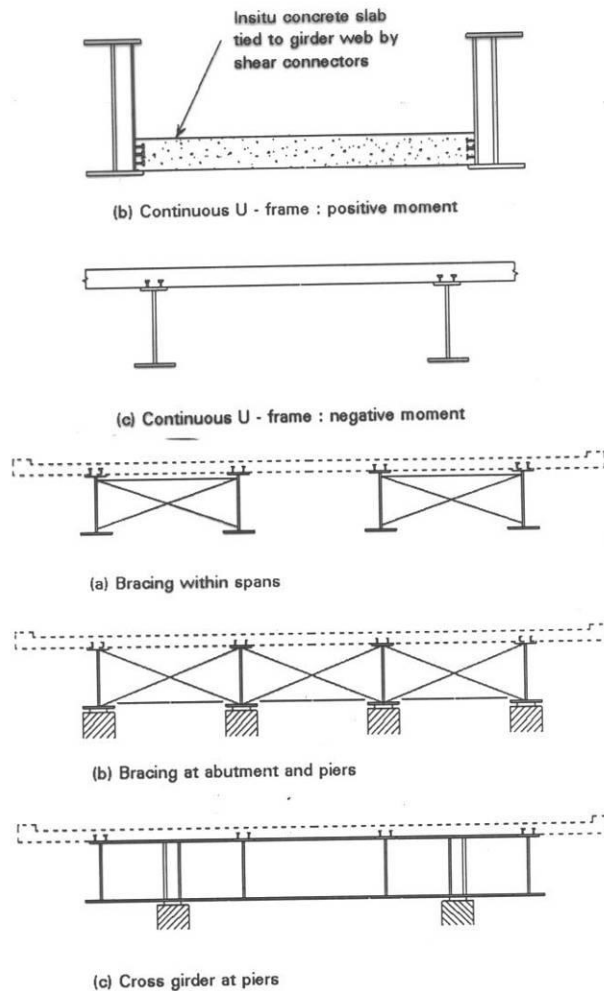 Insitu concrete slab
tied to girder web by
shear connectors
(b) Continuous U - frame : positive moment
(c) Continuous U - frame : negative moment
(a) Bracing within spans
(b) Bracing at abutment and piers
(c) Cross girder at piers